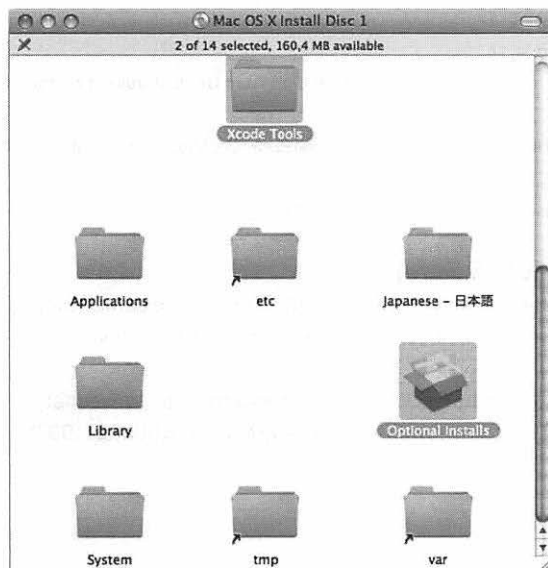 Mac OS X Install Disc 1
2 of 14 selected, 160,4 MB available
Xcode Tools
Applications
etc
Japanese – 日本語
Library
Optional Installs
System
tmp
var